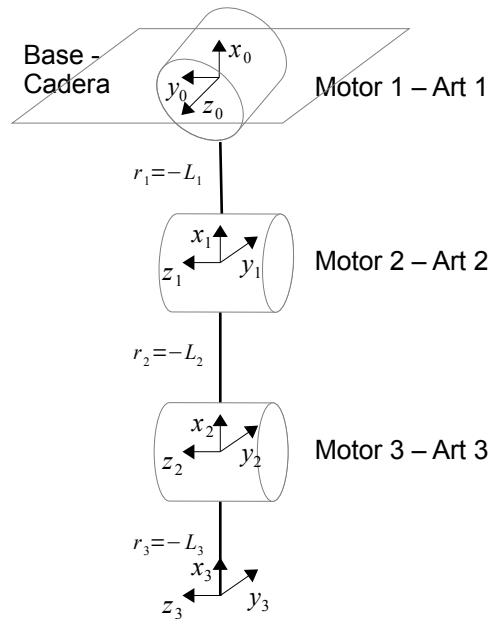 Base -
Cadera
x0
y0
z0
Motor 1 – Art 1
r1=−L1
x1
z1
y1
Motor 2 – Art 2
r2=−L2
x2
z2
y2
Motor 3 – Art 3
r3=−L3
x3
z3
y3